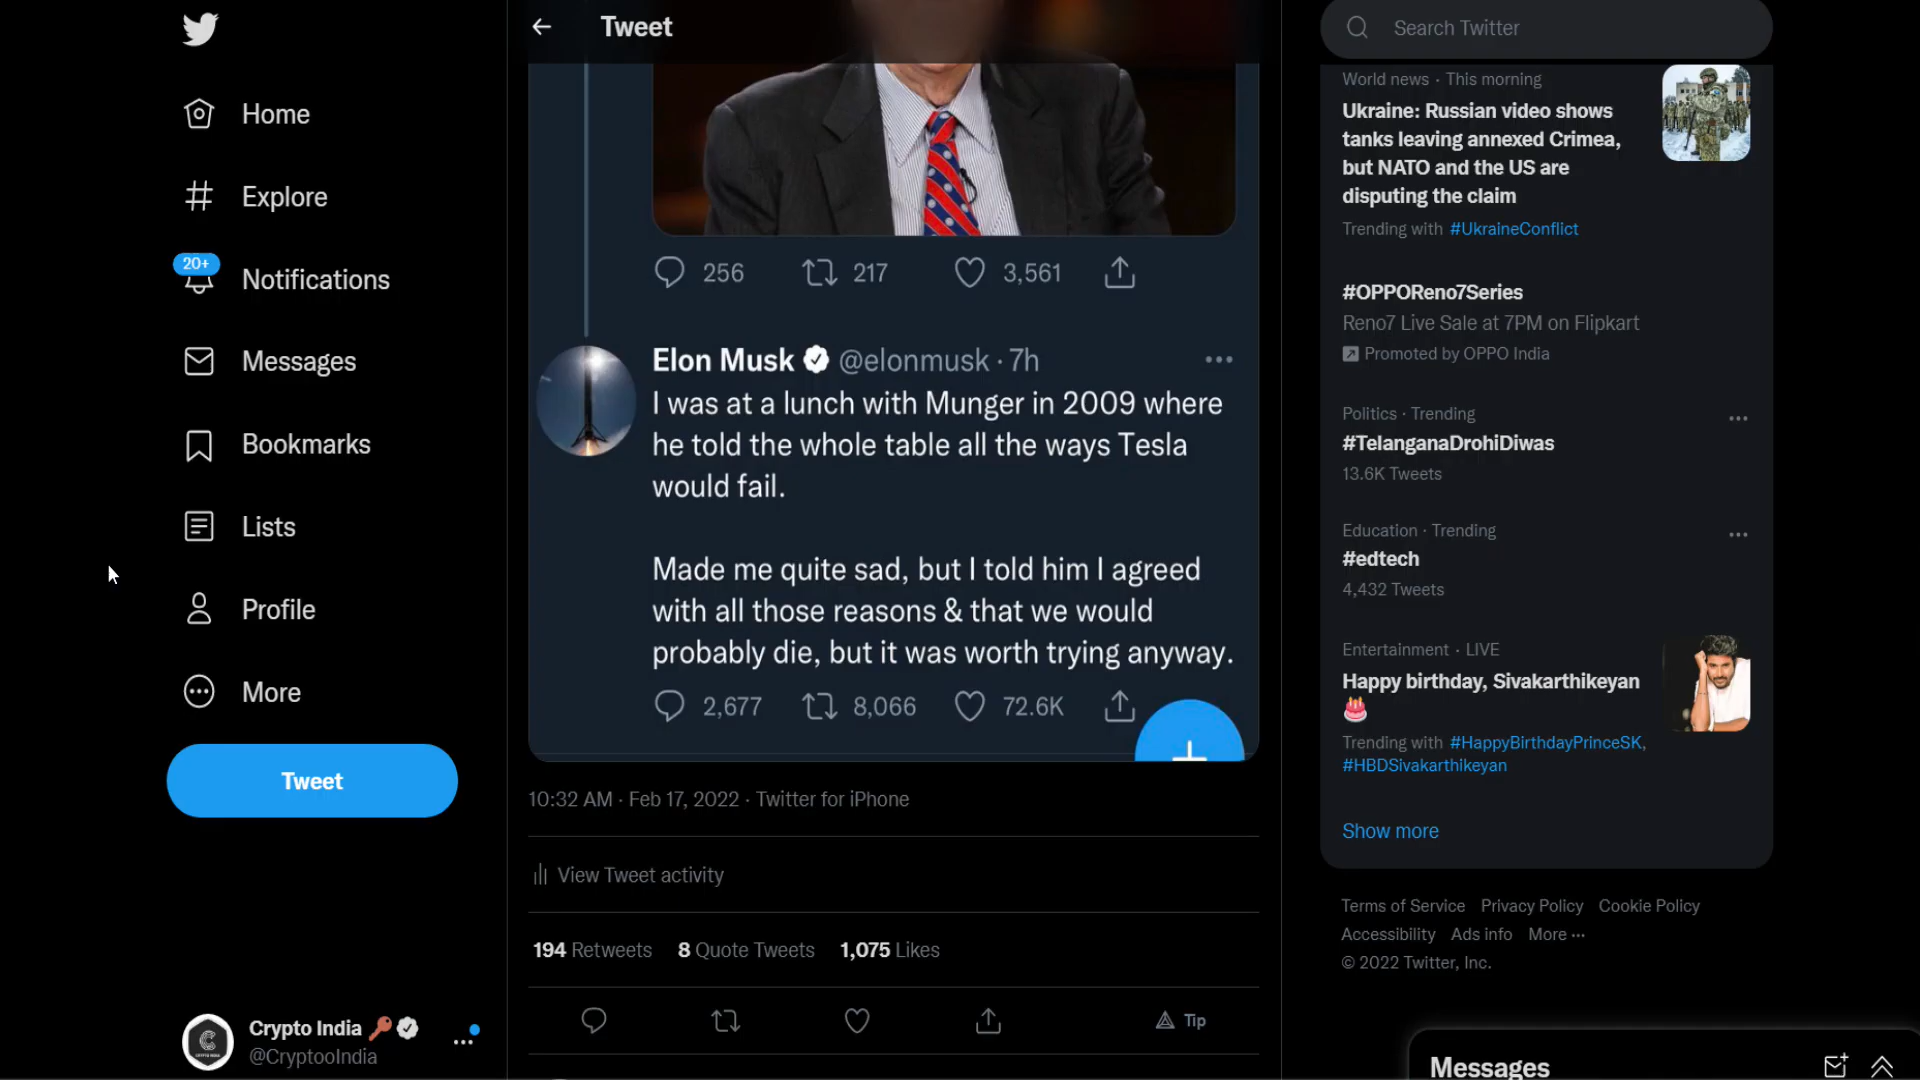 Home
Explore
20+
Notifications
Messages
Bookmarks
Lists
Profile
More
Tweet
Crypto India
@CryptooIndia
Tweet
256 217 3,561
Elon Musk @elonmusk · 7h
I was at a lunch with Munger in 2009 where
he told the whole table all the ways Tesla
would fail.
Made me quite sad, but I told him I agreed
with all those reasons & that we would
probably die, but it was worth trying anyway.
2,677 8,066 72.6K
10:32 AM · Feb 17, 2022 · Twitter for iPhone
View Tweet activity
194 Retweets 8 Quote Tweets 1,075 Likes
Tip
Search Twitter
World news · This morning
Ukraine: Russian video shows
tanks leaving annexed Crimea,
but NATO and the US are
disputing the claim
Trending with #UkraineConflict
#OPPOReno7Series
Reno7 Live Sale at 7PM on Flipkart
Promoted by OPPO India
Politics · Trending
#TelanganaDrohiDiwas
13.6K Tweets
Education · Trending
#edtech
4,432 Tweets
Entertainment · LIVE
Happy birthday, Sivakarthikeyan
🎂
Trending with #HappyBirthdayPrinceSK,
#HBDSivakarthikeyan
Show more
Terms of Service Privacy Policy Cookie Policy
Accessibility Ads info More ···
© 2022 Twitter, Inc.
Messages